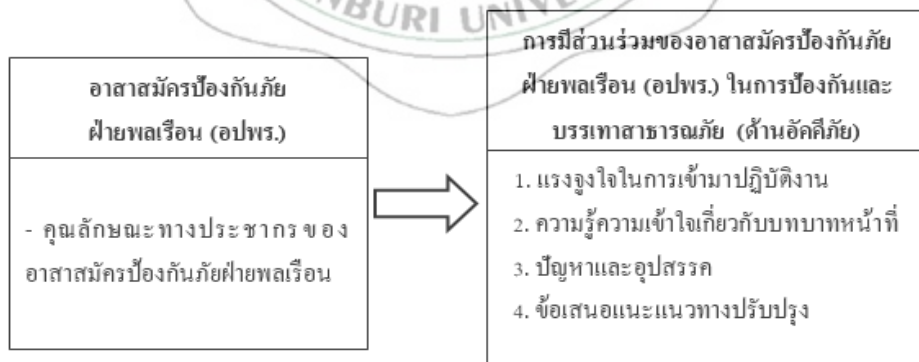 BURI UNIVE
อาสาสมัครป้องกันภัย
ฝ่ายพลเรือน (อปพร.)
- คุณลักษณะทางประชากรของ
อาสาสมัครป้องกันภัยฝ่ายพลเรือน
การมีส่วนร่วมของอาสาสมัครป้องกันภัย
ฝ่ายพลเรือน (อปพร.) ในการป้องกันและ
บรรเทาสาธารณภัย (ด้านอัคคีภัย)
1. แรงจูงใจในการเข้ามาปฏิบัติงาน
2. ความรู้ความเข้าใจเกี่ยวกับบทบาทหน้าที่
3. ปัญหาและอุปสรรค
4. ข้อเสนอแนะแนวทางปรับปรุง